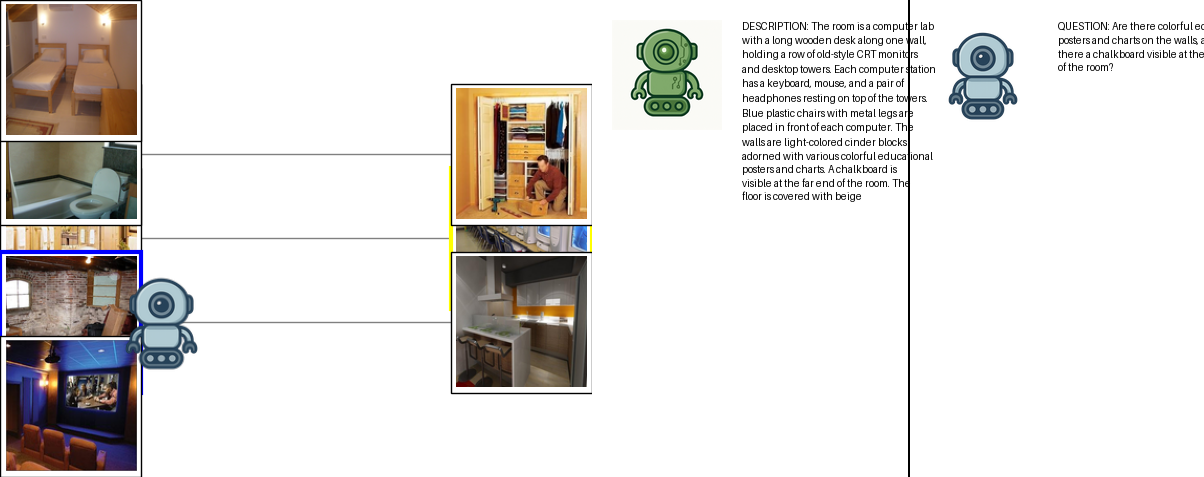 DESCRIPTION: The room is a computer lab
with a long wooden desk along one wall,
holding a row of old-style CRT monitors
and desktop towers. Each computer station
has a keyboard, mouse, and a pair of
headphones resting on top of the towers.
Blue plastic chairs with metal legs are
placed in front of each computer. The
walls are light-colored cinder blocks
adorned with various colorful educational
posters and charts. A chalkboard is
visible at the far end of the room. The
floor is covered with beige
QUESTION: Are there colorful ed
posters and charts on the walls, a
there a chalkboard visible at the
of the room?